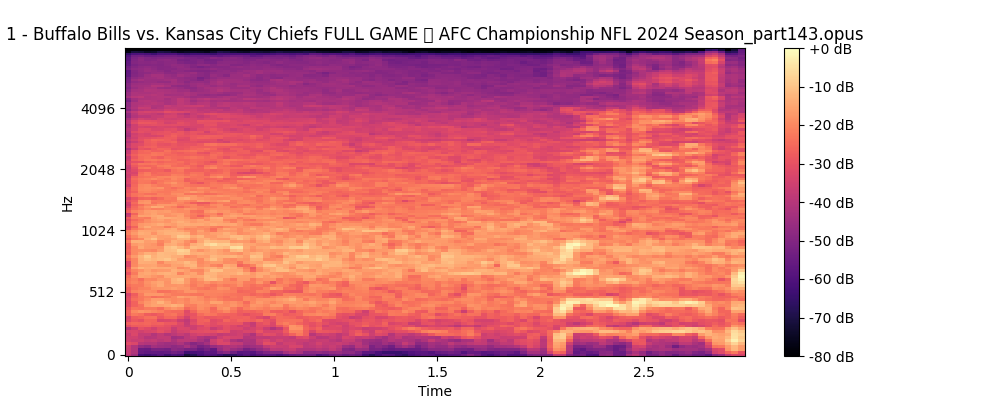 1 - Buffalo Bills vs. Kansas City Chiefs FULL GAME ▯ AFC Championship NFL 2024 Season_part143.opus
4096
2048
1024
512
0
Hz
0
0.5
1
1.5
2
2.5
Time
+0 dB
-10 dB
-20 dB
-30 dB
-40 dB
-50 dB
-60 dB
-70 dB
-80 dB